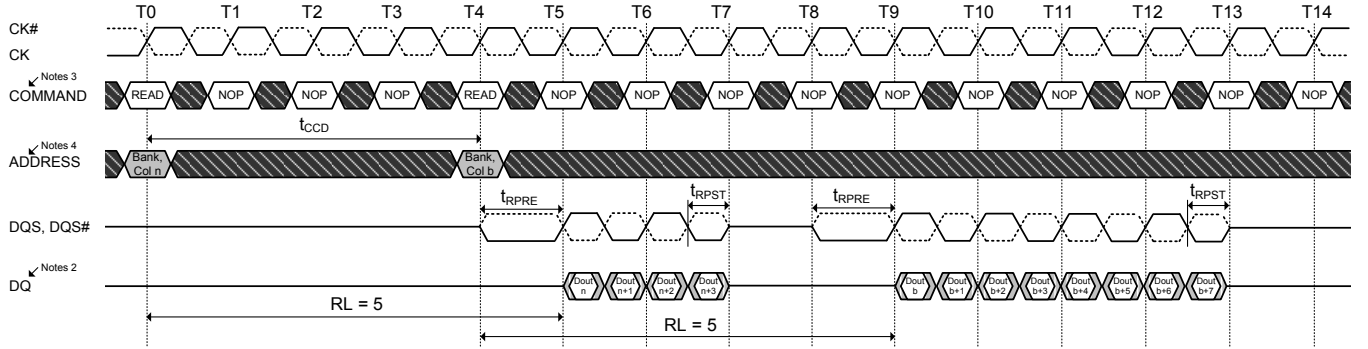 T0 T1 T2 T3 T4 T5 T6 T7 T8 T9 T10 T11 T12 T13 T14
CK#
CK
Notes 3
COMMAND READ NOP NOP NOP READ NOP NOP NOP NOP NOP NOP NOP NOP NOP NOP
tCCD
Notes 4
ADDRESS
Bank,
Col n
Bank,
Col b
tRPRE tRPST tRPRE tRPST
DQS, DQS#
Notes 2
DQ
Dout
n
Dout
n+1
Dout
n+2
Dout
n+3
Dout
b
Dout
b+1
Dout
b+2
Dout
b+3
Dout
b+4
Dout
b+5
Dout
b+6
Dout
b+7
RL = 5
RL = 5